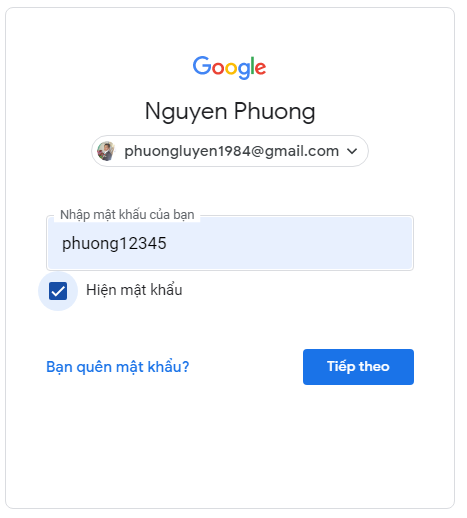 Google
Nguyen Phuong
phuongluyen1984@gmail.com
Nhập mật khẩu của bạn
phuong12345
Hiện mật khẩu
Bạn quên mật khẩu?
Tiếp theo